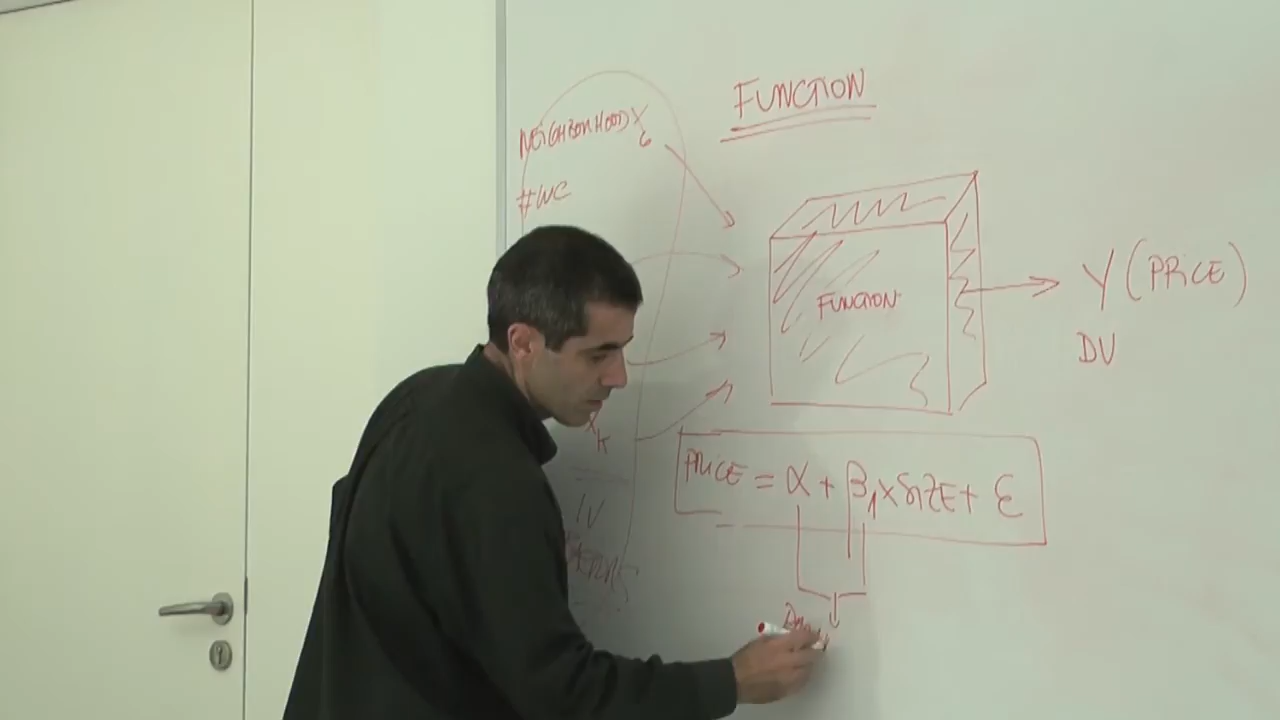 FUNCTION
NEIGHBORHOOD X6
#WC
FUNCTION
Y (PRICE)
DV
XK
PRICE = α + β1 x SIZE + ε
IV